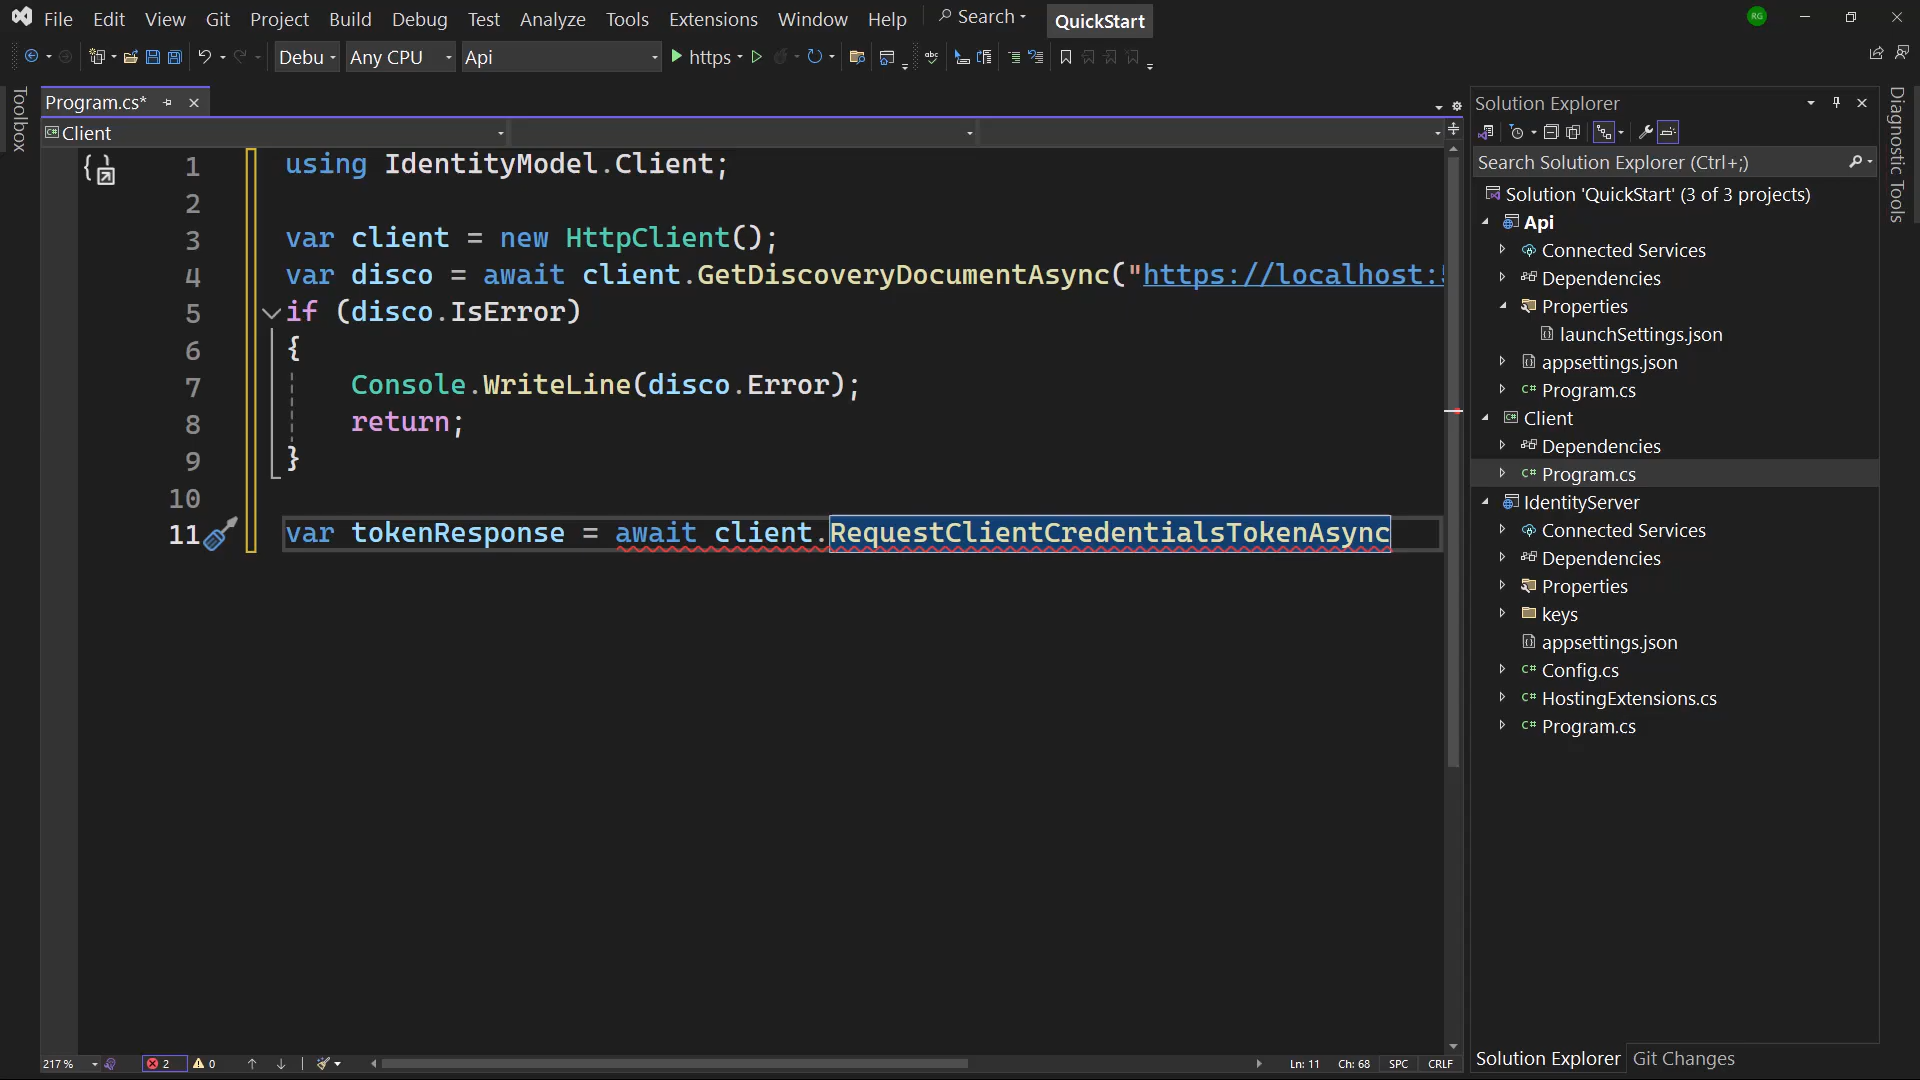 File Edit View Git Project Build Debug Test Analyze Tools Extensions Window Help Search QuickStart RG
Debu Any CPU Api https
Toolbox
Program.cs*
Client
1 using IdentityModel.Client;
2
3 var client = new HttpClient();
4 var disco = await client.GetDiscoveryDocumentAsync("https://localhost:
5 if (disco.IsError)
6 {
7 Console.WriteLine(disco.Error);
8 return;
9 }
10
11 var tokenResponse = await client.RequestClientCredentialsTokenAsync
217 % 2 0 Ln: 11 Ch: 68 SPC CRLF
Solution Explorer
Search Solution Explorer (Ctrl+;)
Solution 'QuickStart' (3 of 3 projects)
Api
Connected Services
Dependencies
Properties
launchSettings.json
appsettings.json
C# Program.cs
Client
Dependencies
C# Program.cs
IdentityServer
Connected Services
Dependencies
Properties
keys
appsettings.json
C# Config.cs
C# HostingExtensions.cs
C# Program.cs
Solution Explorer Git Changes
Diagnostic Tools